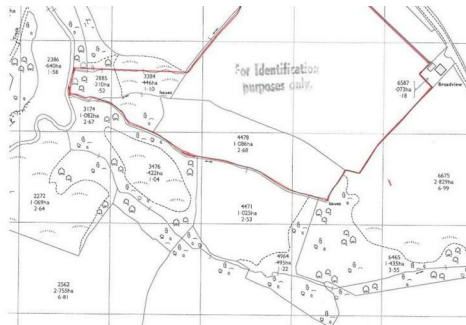 2386
·640ha
1·58
2885
·210ha
·52
3384
·446ha
1·10
For Identification
purposes only.
6587
·073ha
·18
Broadview
3174
1·082ha
2·67
4478
1·086ha
2·68
3476
·422ha
1·04
6675
2·829ha
6·99
2272
1·069ha
2·64
4471
1·025ha
2·53
4964
·495ha
1·22
6465
1·435ha
3·55
2562
2·755ha
6·81